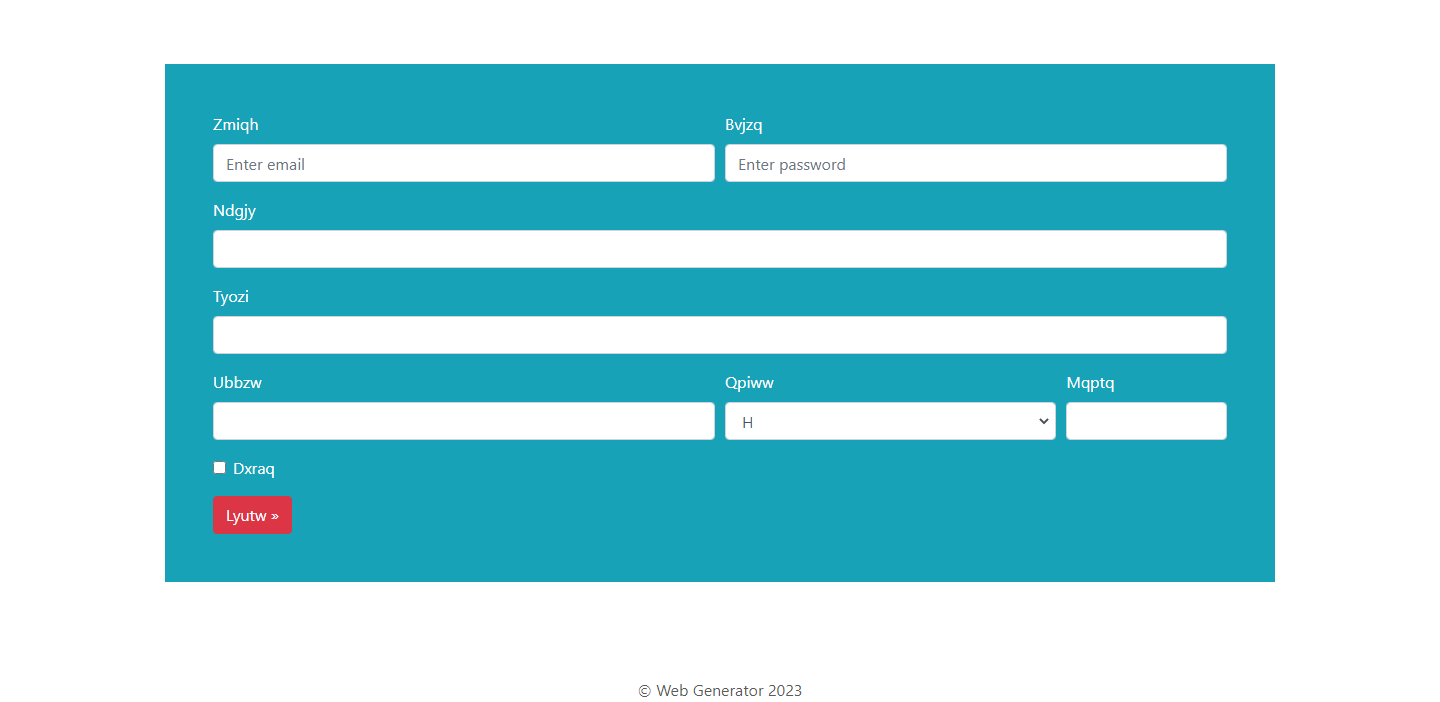 Zmiqh Bvjzq
Enter email Enter password
Ndgjy
Tyozi
Ubbzw Qpiww Mqptq
H
Dxraq
Lyutw »
© Web Generator 2023